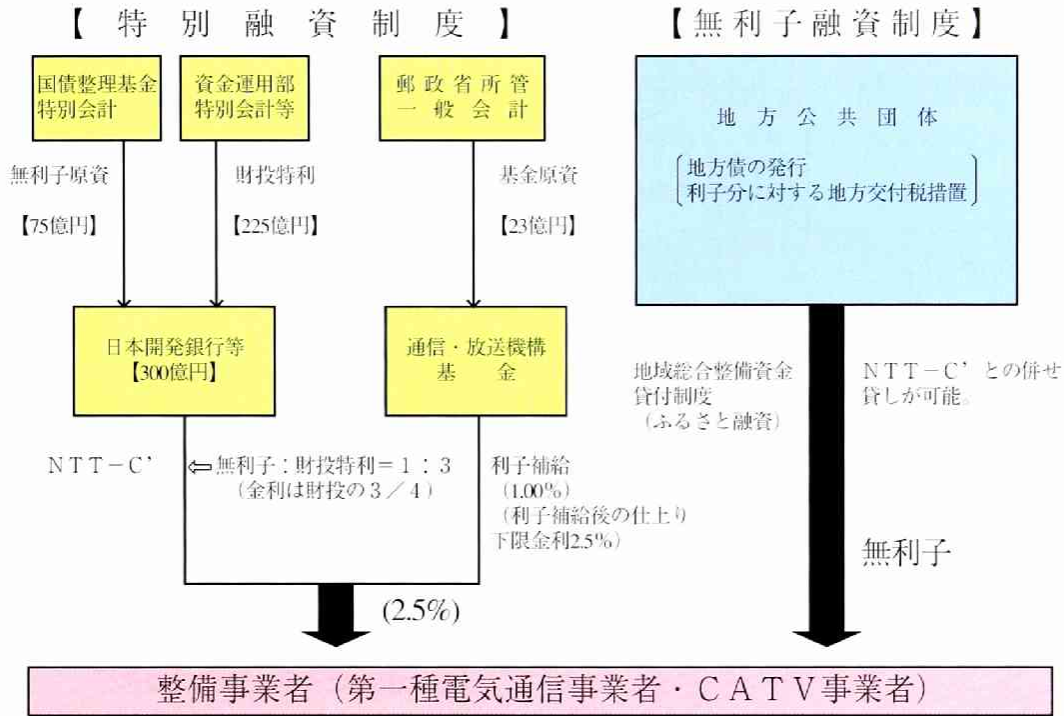 【特別融資制度】
国債整理基金
特別会計
資金運用部
特別会計等
郵政省所管
一般会計
無利子原資
【75億円】
財投特利
【225億円】
基金原資
【23億円】
日本開発銀行等
【300億円】
通信・放送機構
基金
NTT-C'
⇦無利子:財投特利=1:3
(金利は財投の3/4)
利子補給
(1.00%)
(利子補給後の仕上り
下限金利2.5%)
(2.5%)
【無利子融資制度】
地方公共団体
地方債の発行
利子分に対する地方交付税措置
地域総合整備資金
貸付制度
(ふるさと融資)
NTT-C'との併せ
貸しが可能。
無利子
整備事業者(第一種電気通信事業者・CATV事業者)